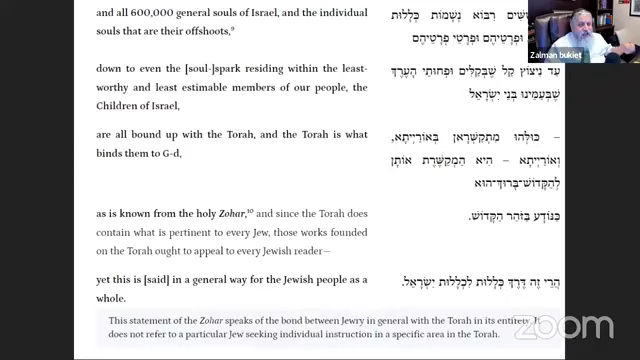 and all 600,000 general souls of Israel, and the individual
souls that are their offshoots,⁹
שִׁשִּׁים רִבּוֹא נְשָׁמוֹת כְּלָלוּת
וּפְרָטֵיהֶם וּפְרָטֵי פְרָטֵיהֶם
down to even the [soul-]spark residing within the least-
worthy and least estimable members of our people, the
Children of Israel,
עַד נִיצוֹץ קַל שֶׁבְּקַלִּים וּפְחוּתֵי הָעֵרֶךְ
שֶׁבְּעַמֵּינוּ בְּנֵי יִשְׂרָאֵל
are all bound up with the Torah, and the Torah is what
binds them to G-d,
– כּוּלְּהוּ מִתְקַשְּׁרָאן בְּאוֹרַיְיתָא,
וְאוֹרַיְיתָא – הִיא הַמְקַשֶּׁרֶת אוֹתָן
לְהַקָּדוֹשׁ־בָּרוּךְ־הוּא
as is known from the holy Zohar,¹⁰ and since the Torah does
contain what is pertinent to every Jew, those works founded
on the Torah ought to appeal to every Jewish reader—
כַּנּוֹדָע בַּזֹּהַר הַקָּדוֹשׁ.
yet this is [said] in a general way for the Jewish people as a
whole.
הֲרֵי זֶה דֶּרֶךְ כְּלָלוּת לִכְלָלוּת יִשְׂרָאֵל.
This statement of the Zohar speaks of the bond between Jewry in general with the Torah in its entirety. It
does not refer to a particular Jew seeking individual instruction in a specific area in the Torah.
Zalman bukiet
zoom